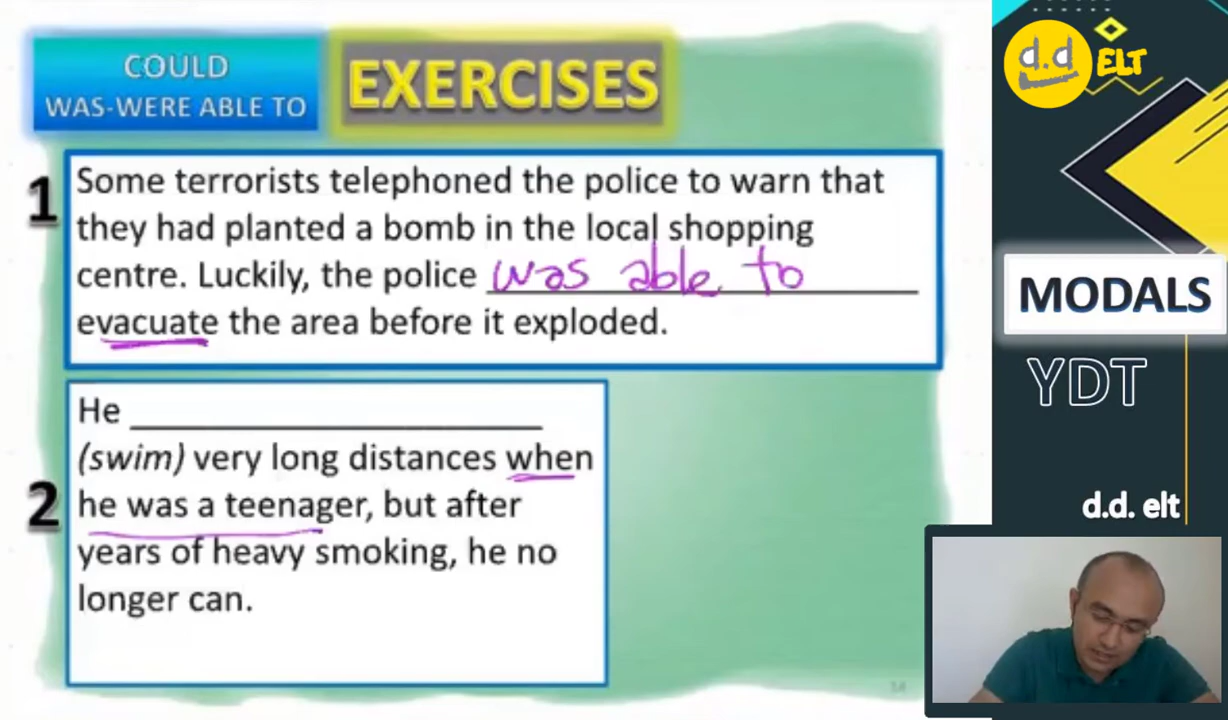 COULD
WAS-WERE ABLE TO
EXERCISES
1
Some terrorists telephoned the police to warn that
they had planted a bomb in the local shopping
centre. Luckily, the police was able to
evacuate the area before it exploded.
2
He ____________________
(swim) very long distances when
he was a teenager, but after
years of heavy smoking, he no
longer can.
d.d ELT
MODALS
YDT
d.d. elt